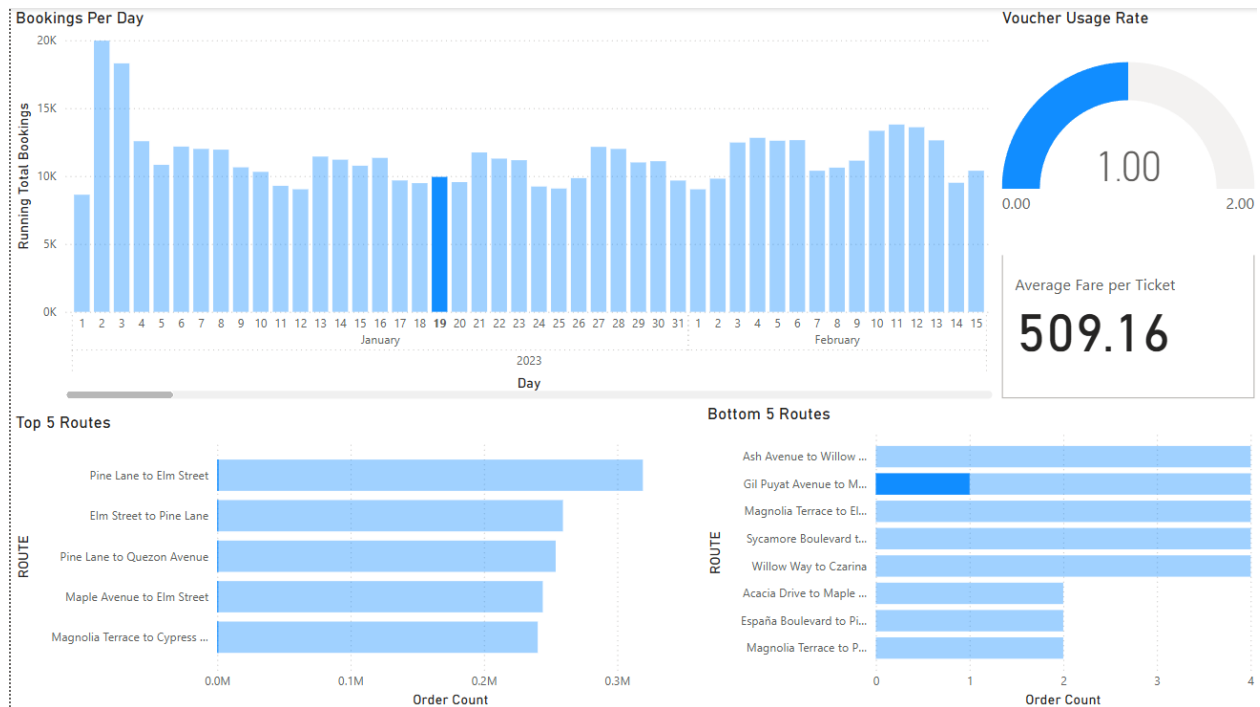 Bookings Per Day
Running Total Bookings
20K
15K
10K
5K
0K
1 2 3 4 5 6 7 8 9 10 11 12 13 14 15 16 17 18 19 20 21 22 23 24 25 26 27 28 29 30 31 1 2 3 4 5 6 7 8 9 10 11 12 13 14 15
January February
2023
Day
Voucher Usage Rate
1.00
0.00 2.00
Average Fare per Ticket
509.16
Top 5 Routes
ROUTE
Pine Lane to Elm Street
Elm Street to Pine Lane
Pine Lane to Quezon Avenue
Maple Avenue to Elm Street
Magnolia Terrace to Cypress ...
0.0M 0.1M 0.2M 0.3M
Order Count
Bottom 5 Routes
ROUTE
Ash Avenue to Willow ...
Gil Puyat Avenue to M...
Magnolia Terrace to El...
Sycamore Boulevard t...
Willow Way to Czarina
Acacia Drive to Maple ...
España Boulevard to Pi...
Magnolia Terrace to P...
0 1 2 3 4
Order Count